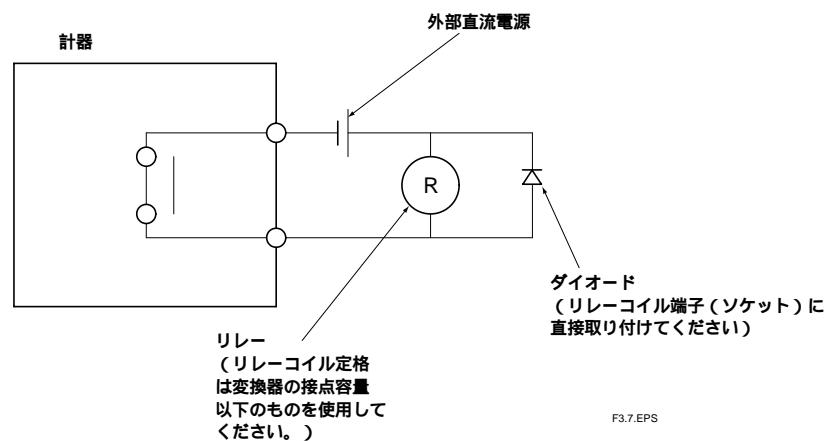 外部直流電源
計器
R
ダイオード
(リレーコイル端子(ソケット)に
直接取り付けてください)
リレー
(リレーコイル定格
は変換器の接点容量
以下のものを使用して
ください。)
F3.7.EPS